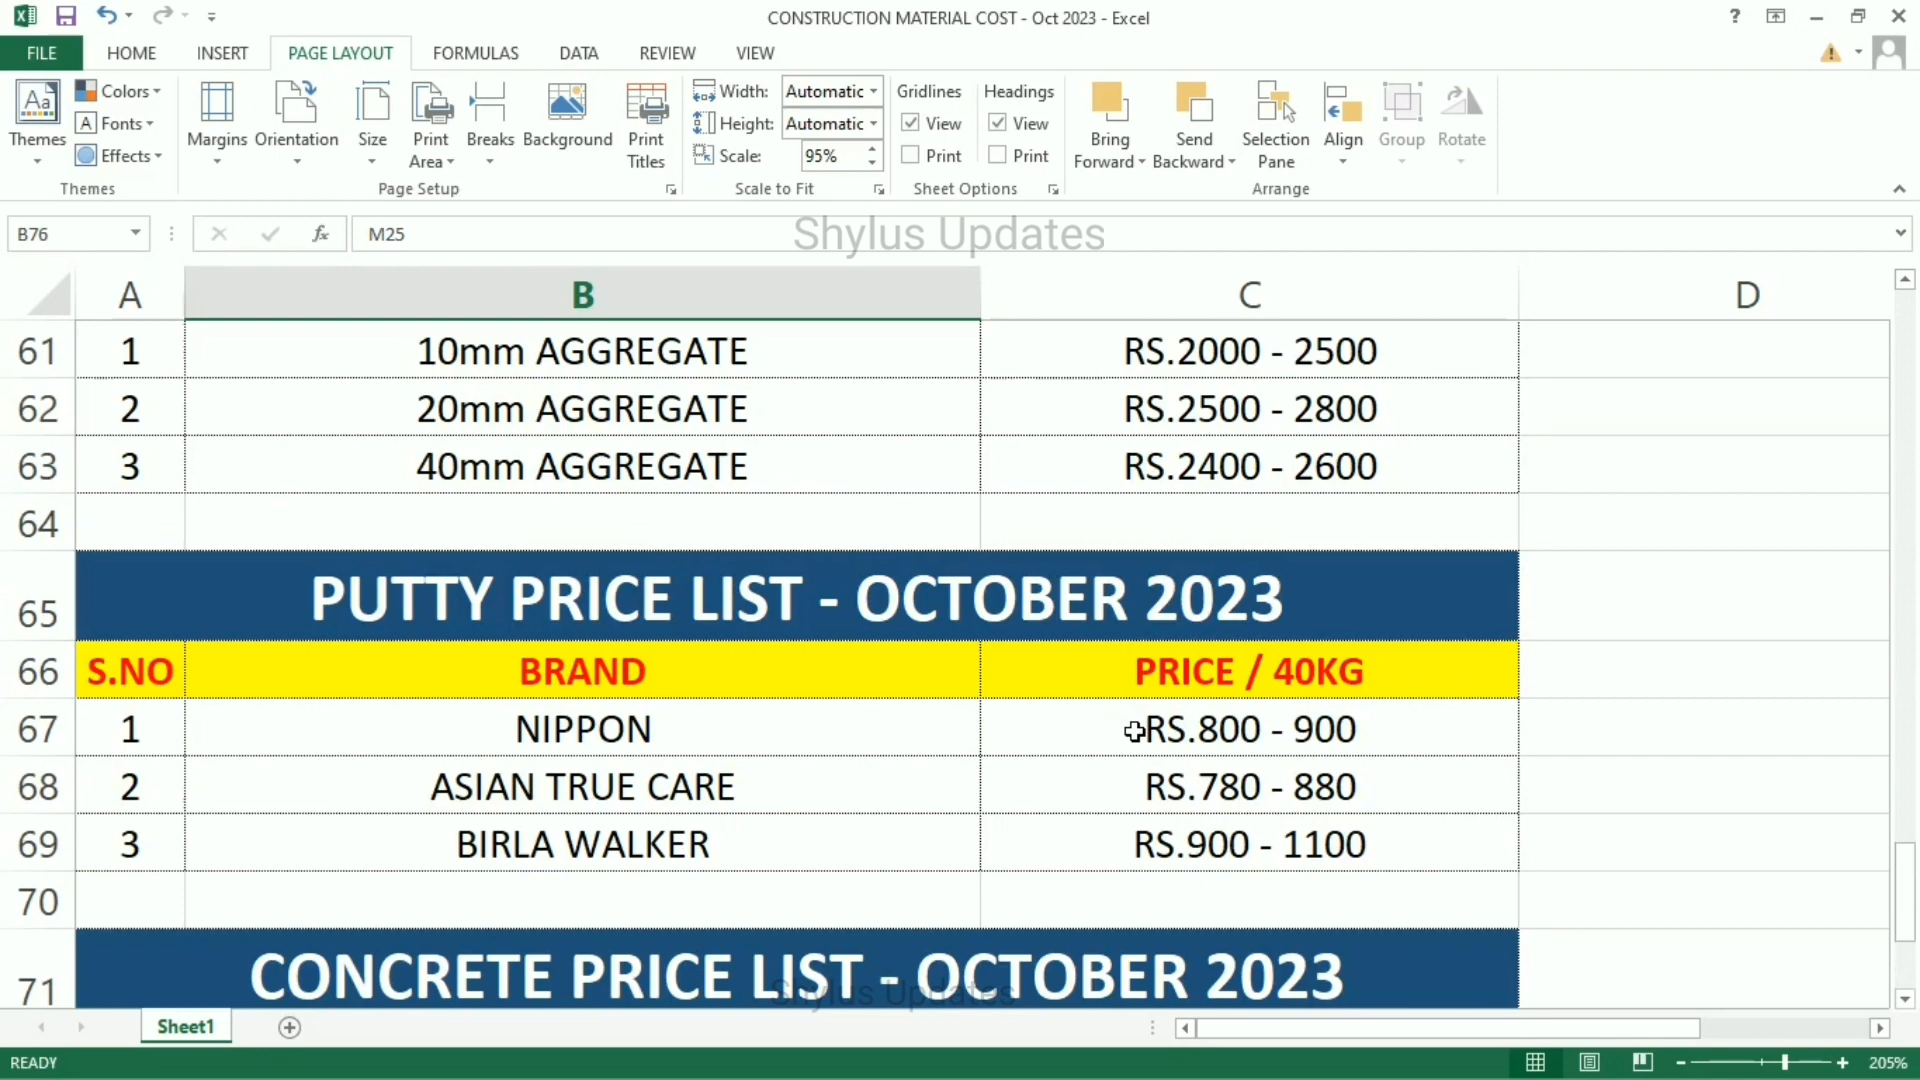 CONSTRUCTION MATERIAL COST - Oct 2023 - Excel
?
FILE HOME INSERT PAGE LAYOUT FORMULAS DATA REVIEW VIEW
Aa Themes Colors A Fonts Effects
Margins Orientation Size Print Area Breaks Background Print Titles
Width: Automatic
Height: Automatic
Scale: 95%
Gridlines View Print
Headings View Print
Bring Forward Send Backward Selection Pane Align Group Rotate
Themes Page Setup Scale to Fit Sheet Options Arrange
B76 fx M25
Shylus Updates
A B C D
61 1 10mm AGGREGATE RS.2000 - 2500
62 2 20mm AGGREGATE RS.2500 - 2800
63 3 40mm AGGREGATE RS.2400 - 2600
64
65 PUTTY PRICE LIST - OCTOBER 2023
66 S.NO BRAND PRICE / 40KG
67 1 NIPPON RS.800 - 900
68 2 ASIAN TRUE CARE RS.780 - 880
69 3 BIRLA WALKER RS.900 - 1100
70
71 CONCRETE PRICE LIST - OCTOBER 2023
Shylus Updates
Sheet1
READY 205%